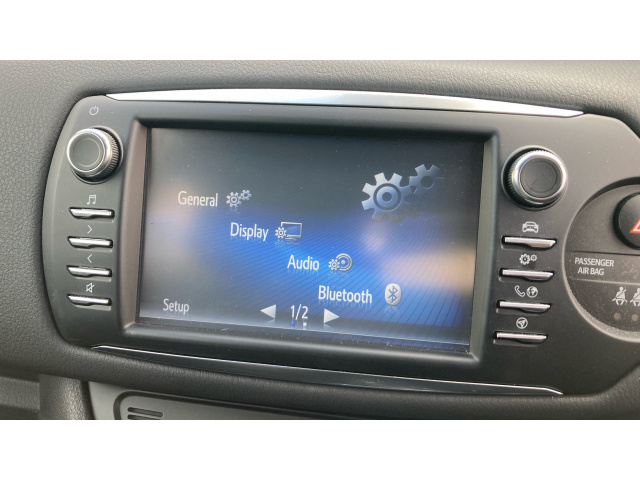 General
Display
Audio
Bluetooth
Setup
1/2
PASSENGER
AIR BAG